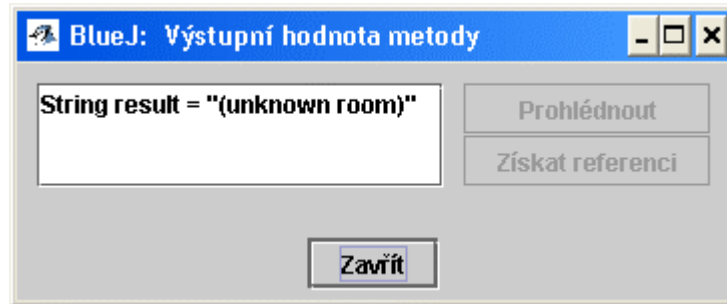 BlueJ: Výstupní hodnota metody
String result = "(unknown room)"
Prohlédnout
Získat referenci
Zavřít